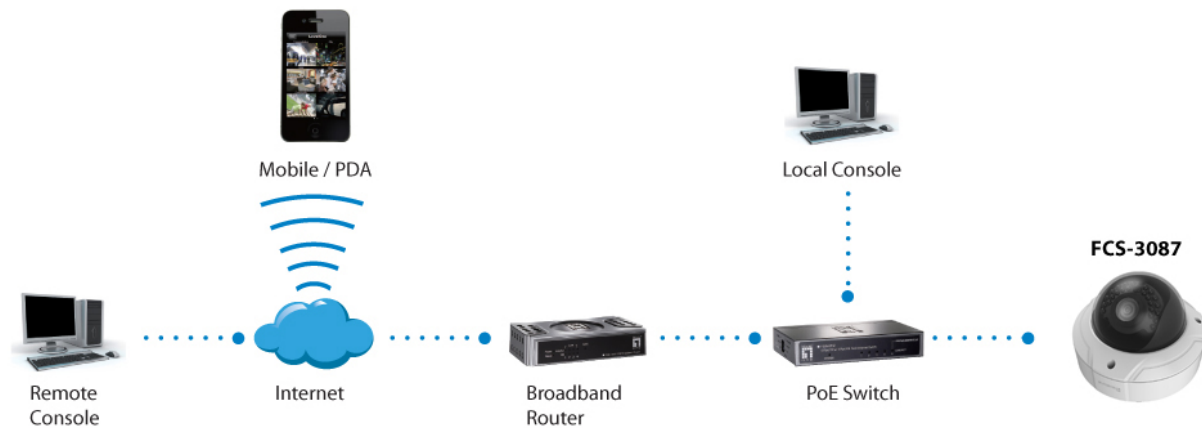 Mobile / PDA
Local Console
FCS-3087
Remote
Console
Internet
Broadband
Router
PoE Switch